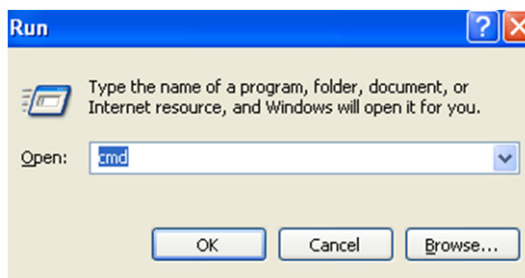 Run
Type the name of a program, folder, document, or
Internet resource, and Windows will open it for you.
Open: cmd
OK Cancel Browse...